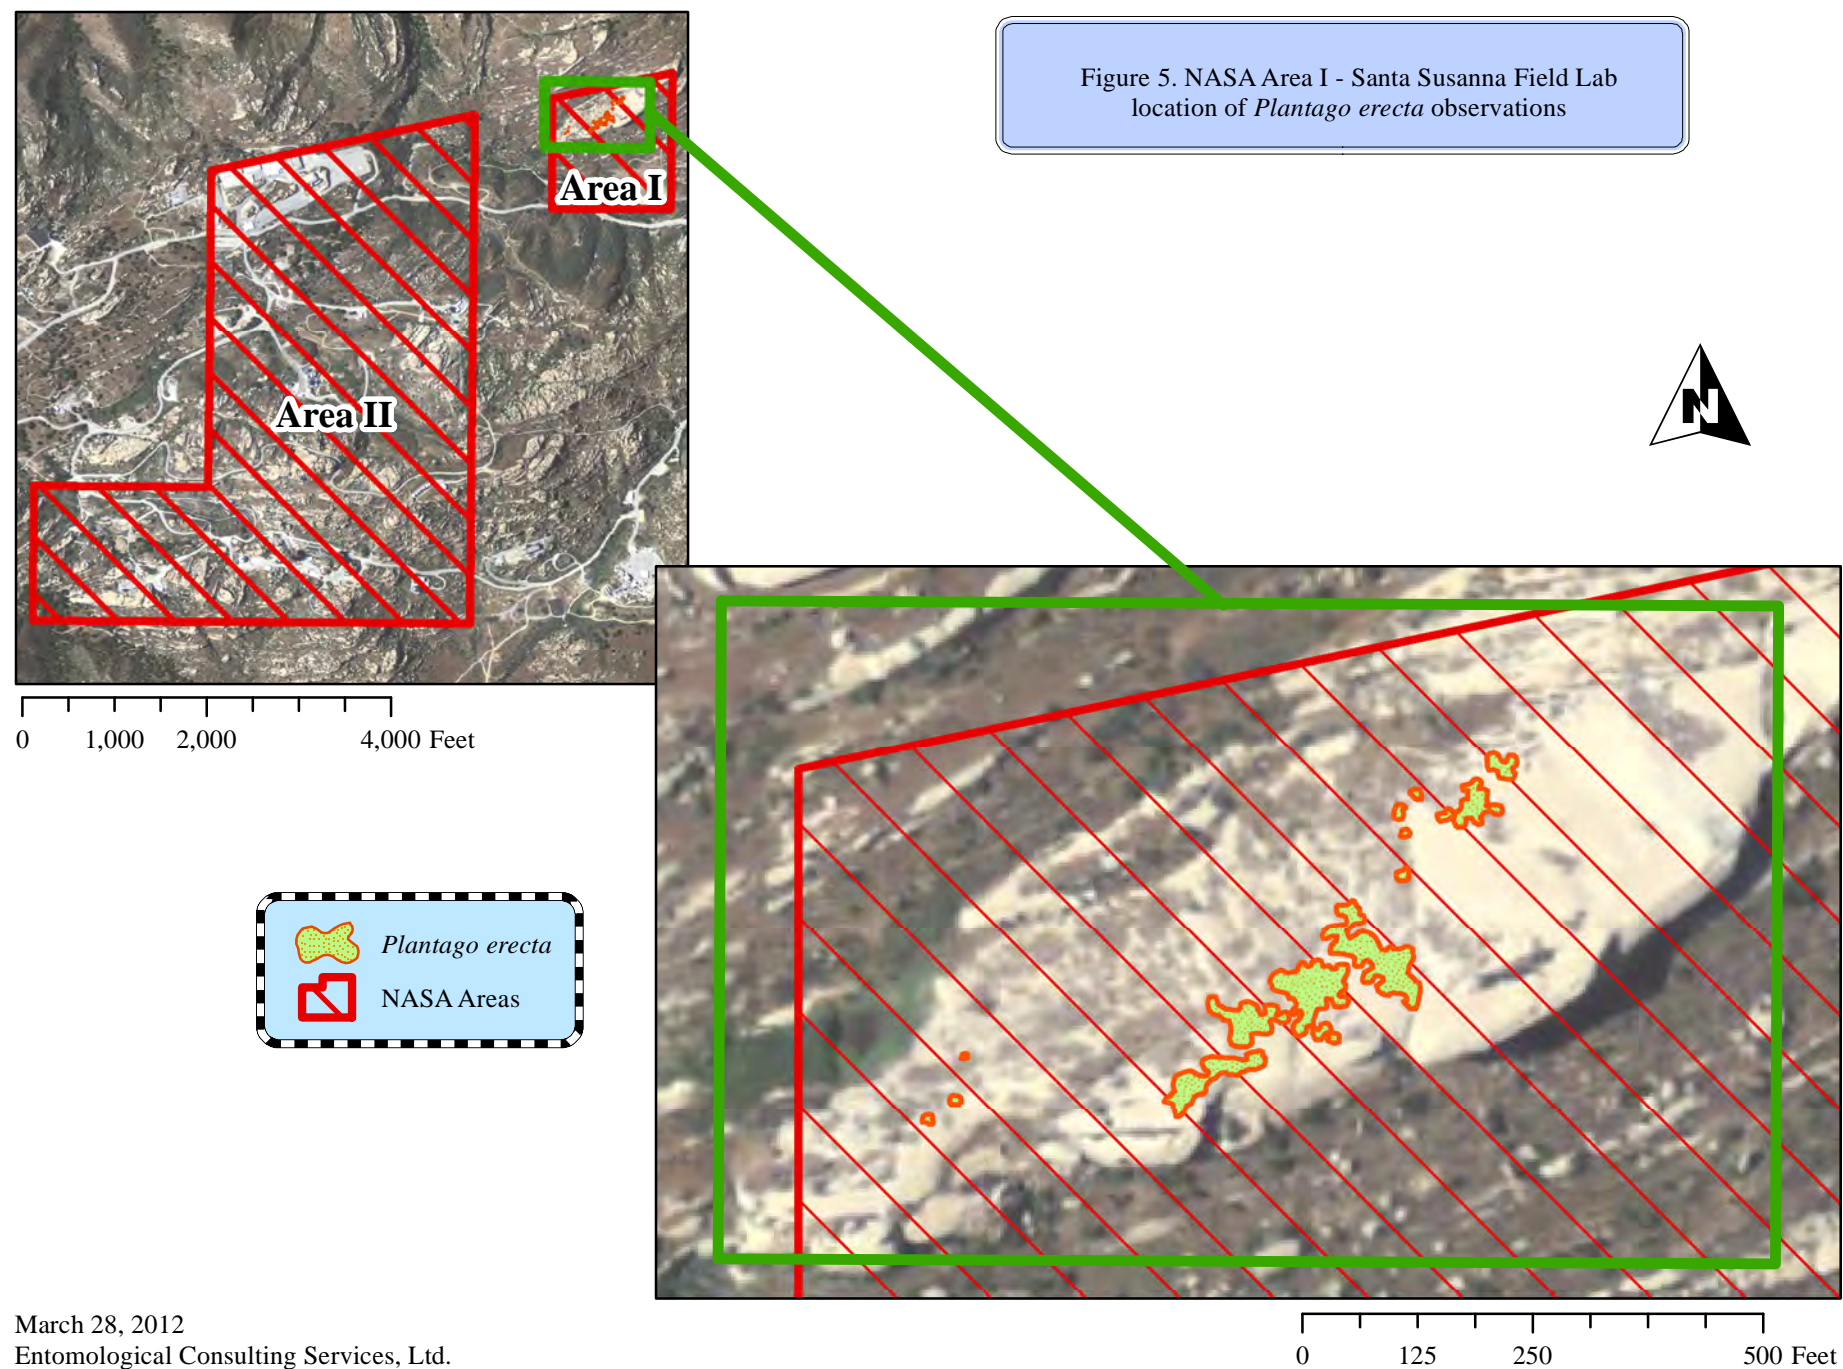 Figure 5. NASA Area I - Santa Susanna Field Lab
location of Plantago erecta observations
Area I
Area II
N
0 1,000 2,000 4,000 Feet
Plantago erecta
NASA Areas
March 28, 2012
Entomological Consulting Services, Ltd.
0 125 250 500 Feet